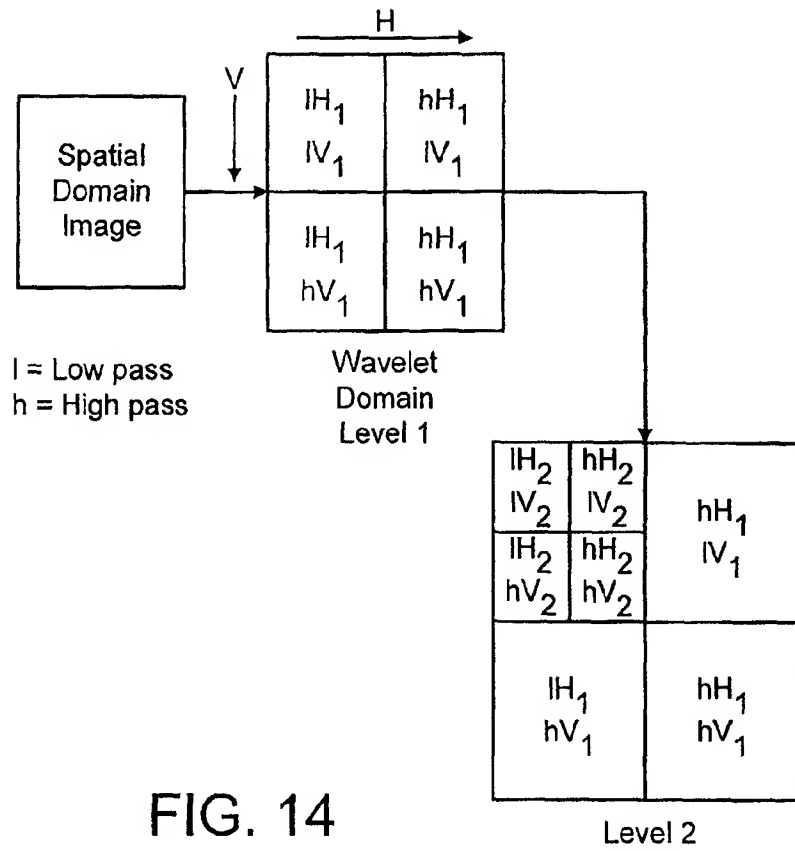 H
V
Spatial
Domain
Image
lH1
lV1
hH1
lV1
lH1
hV1
hH1
hV1
l = Low pass
h = High pass
Wavelet
Domain
Level 1
lH2
lV2
hH2
lV2
lH2
hV2
hH2
hV2
hH1
lV1
lH1
hV1
hH1
hV1
FIG. 14
Level 2